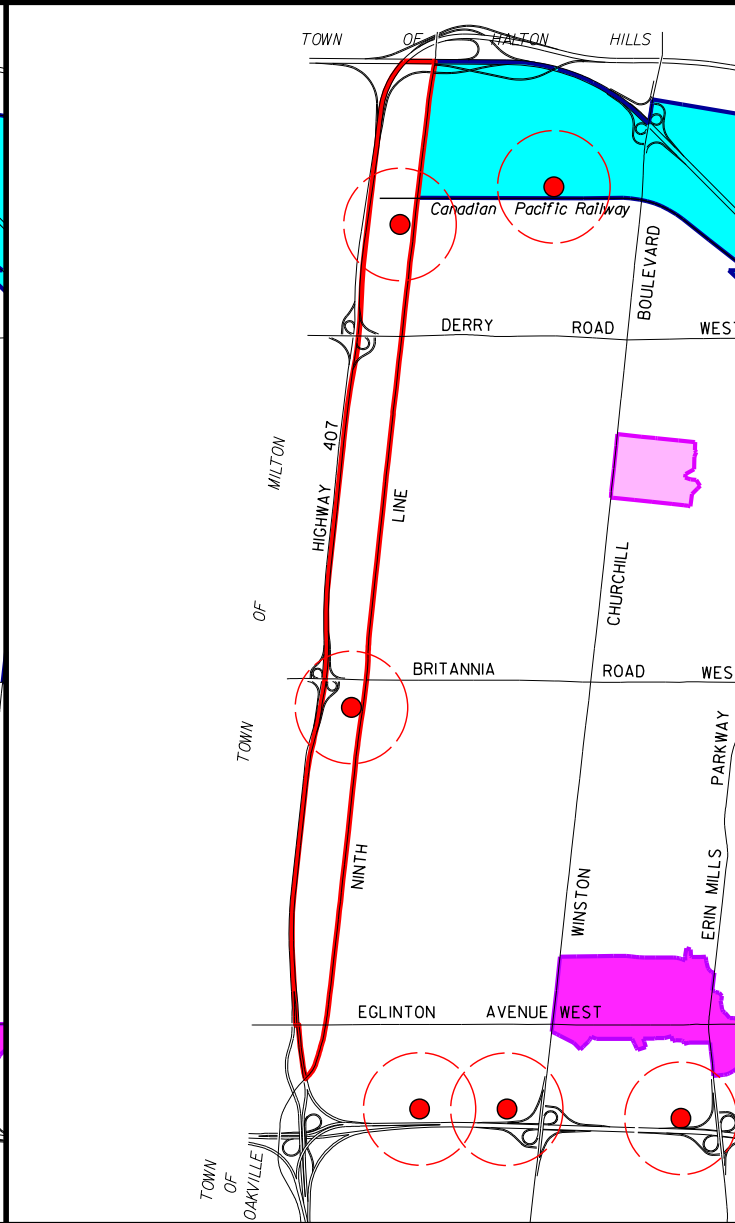 TOWN OF HALTON HILLS
Canadian Pacific Railway
BOULEVARD
DERRY ROAD WEST
MILTON
407
HIGHWAY
LINE
CHURCHILL
OF
BRITANNIA ROAD WES
TOWN
PARKWAY
NINTH
WINSTON
ERIN MILLS
EGLINTON AVENUE WEST
TOWN
OF
OAKVILLE